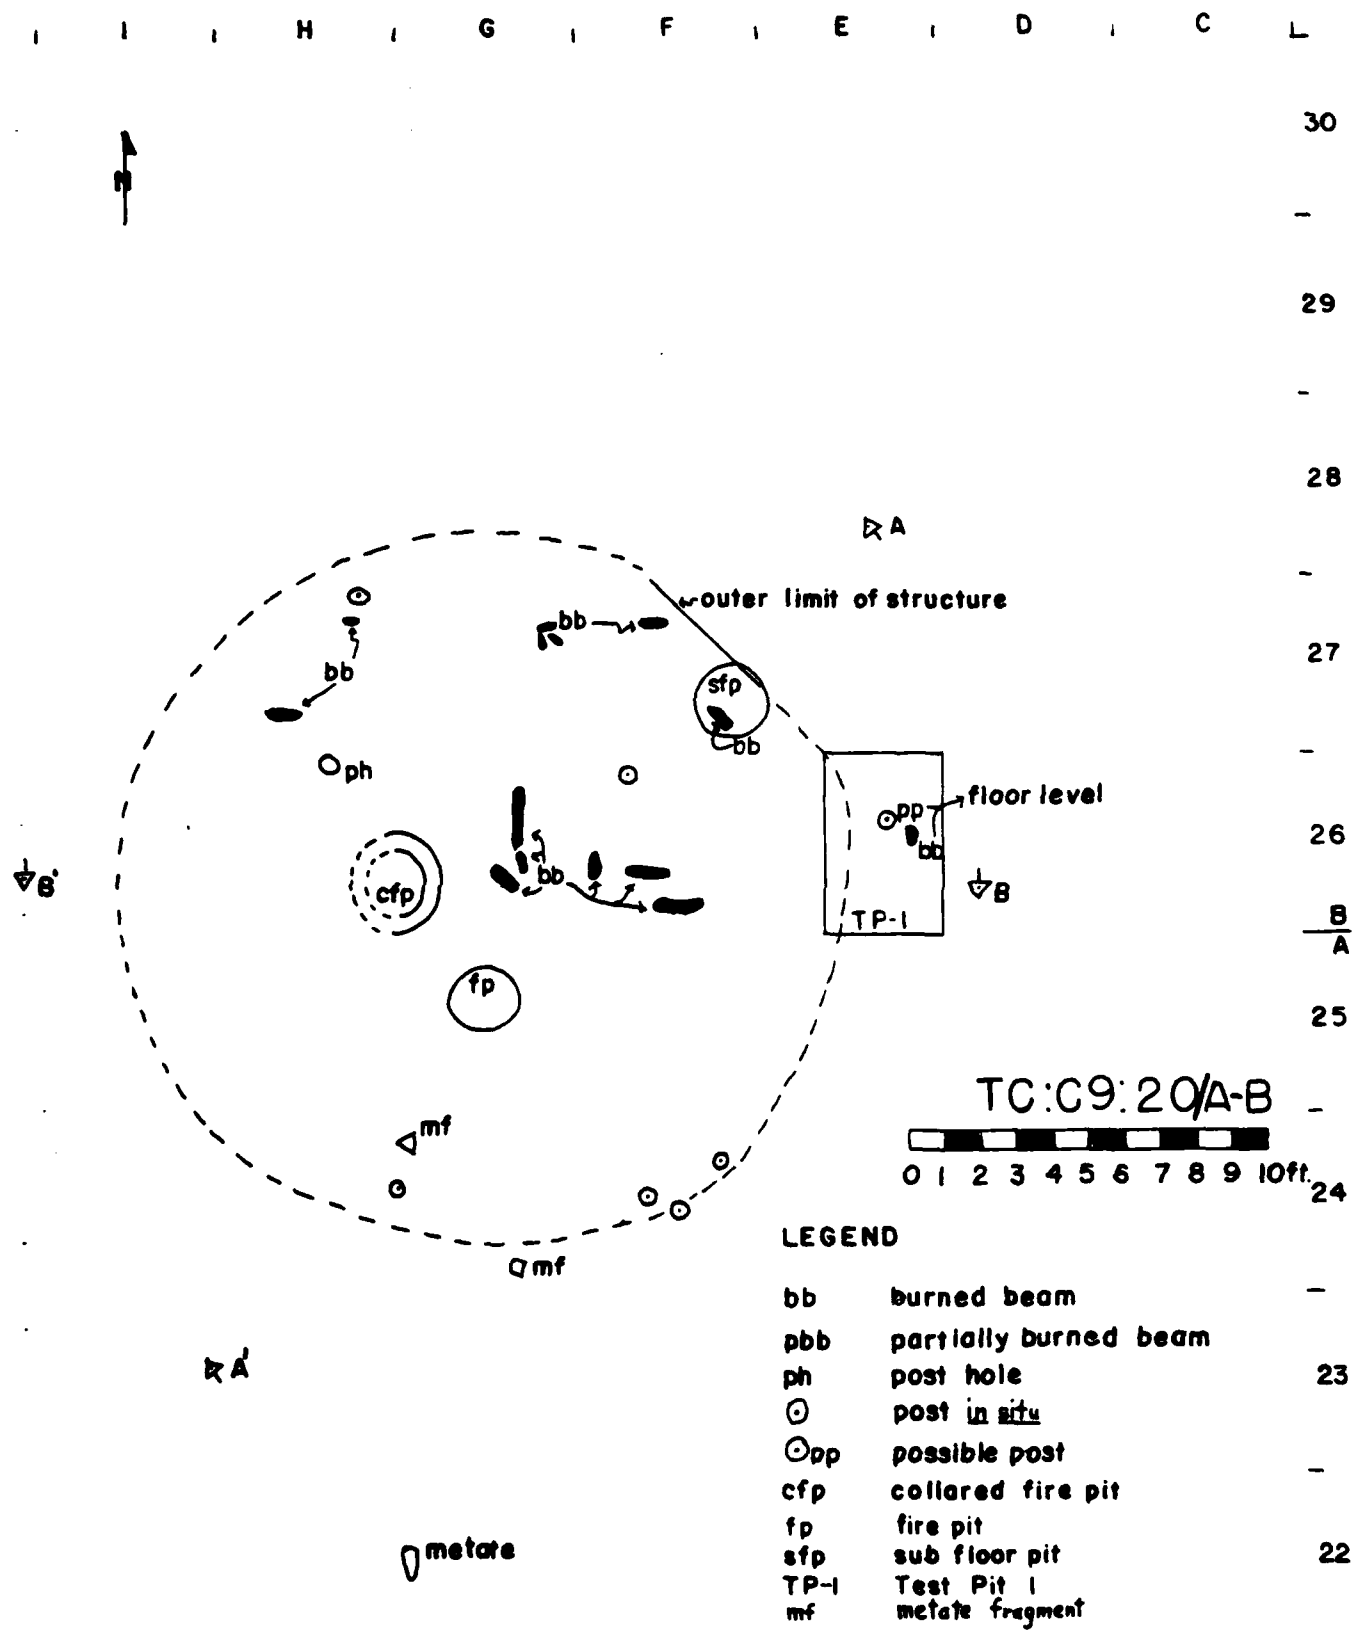 I H G F E D C
30
N
29
28
A
outer limit of structure
bb
27
bb
sfp
bb
ph
pp floor level
26
bb
bb
B'
cfp
B
TP-1
B
A
fp
25
TC:C9:20/A-B
mf
0 1 2 3 4 5 6 7 8 9 10ft.
24
LEGEND
mf
bb burned beam
pbb partially burned beam
A'
ph post hole
23
post in situ
pp possible post
cfp collared fire pit
fp fire pit
metate
sfp sub floor pit
22
TP-1 Test Pit 1
mf metate fragment